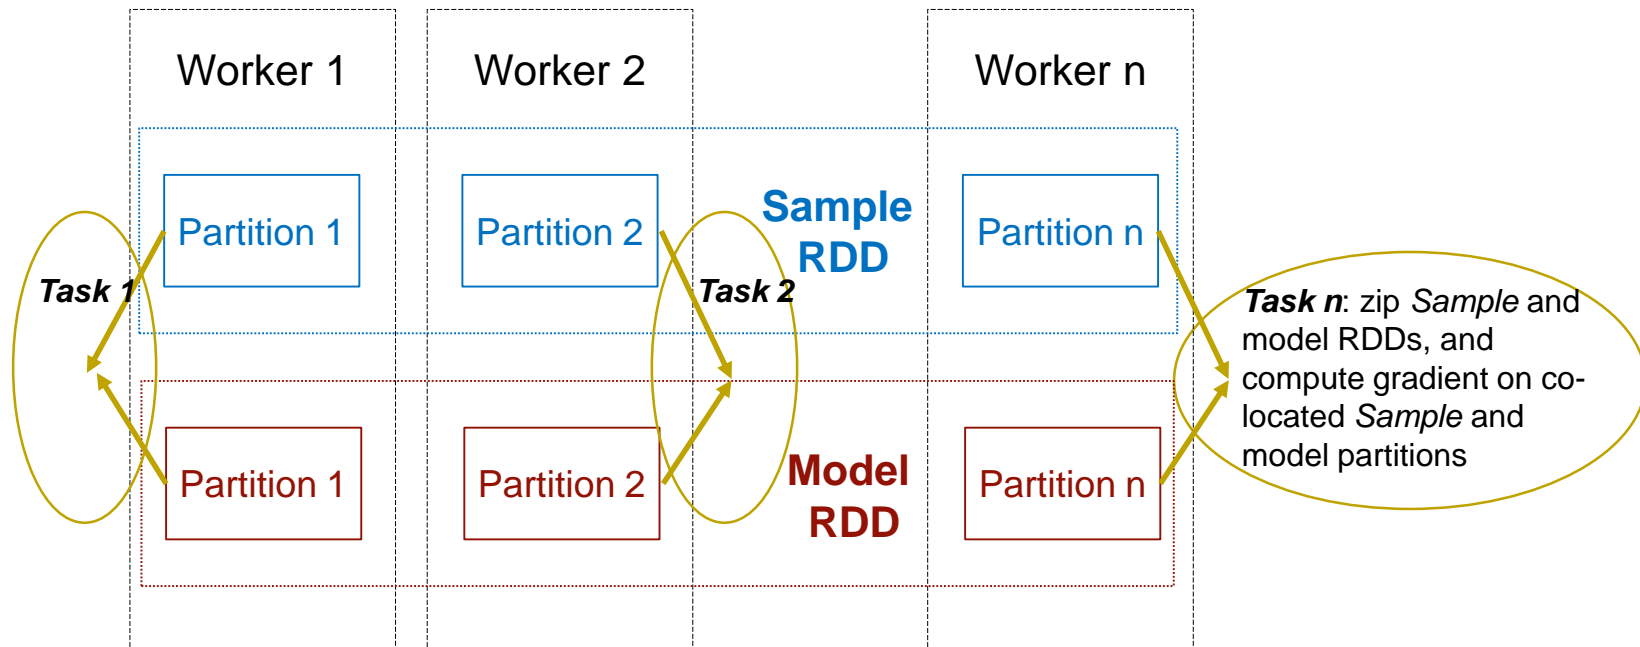 Worker 1
Worker 2
Worker n
Partition 1
Partition 2
Sample
RDD
Partition n
Task 1
Task 2
Task n: zip Sample and
model RDDs, and
compute gradient on co-
located Sample and
model partitions
Partition 1
Partition 2
Model
RDD
Partition n